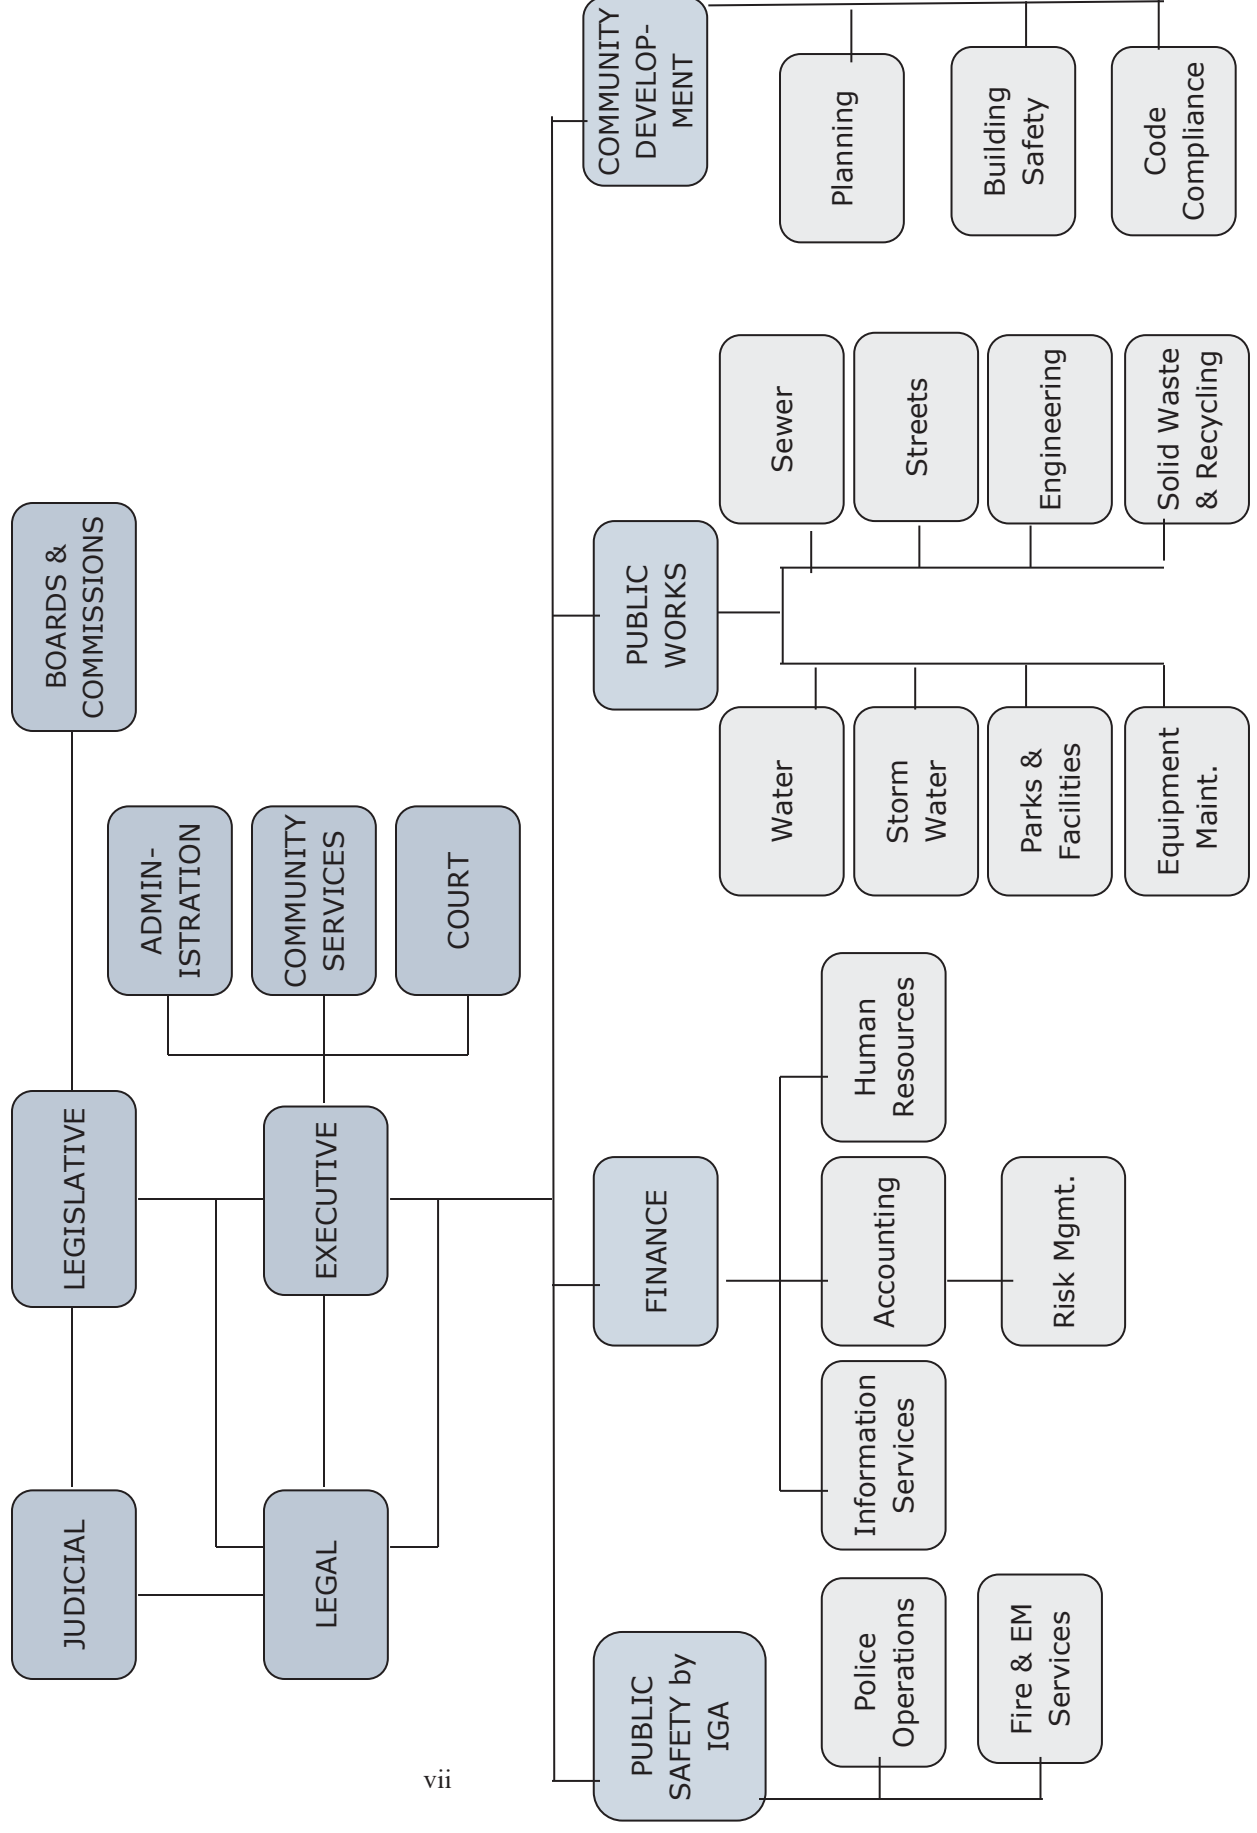 JUDICIAL
LEGISLATIVE
BOARDS &
COMMISSIONS
ADMIN-
ISTRATION
LEGAL
EXECUTIVE
COMMUNITY
SERVICES
COURT
PUBLIC
SAFETY by
IGA
FINANCE
PUBLIC
WORKS
COMMUNITY
DEVELOP-
MENT
Police
Operations
Fire & EM
Services
Information
Services
Accounting
Human
Resources
Risk Mgmt.
Water
Sewer
Storm
Water
Streets
Parks &
Facilities
Engineering
Equipment
Maint.
Solid Waste
& Recycling
Planning
Building
Safety
Code
Compliance
vii